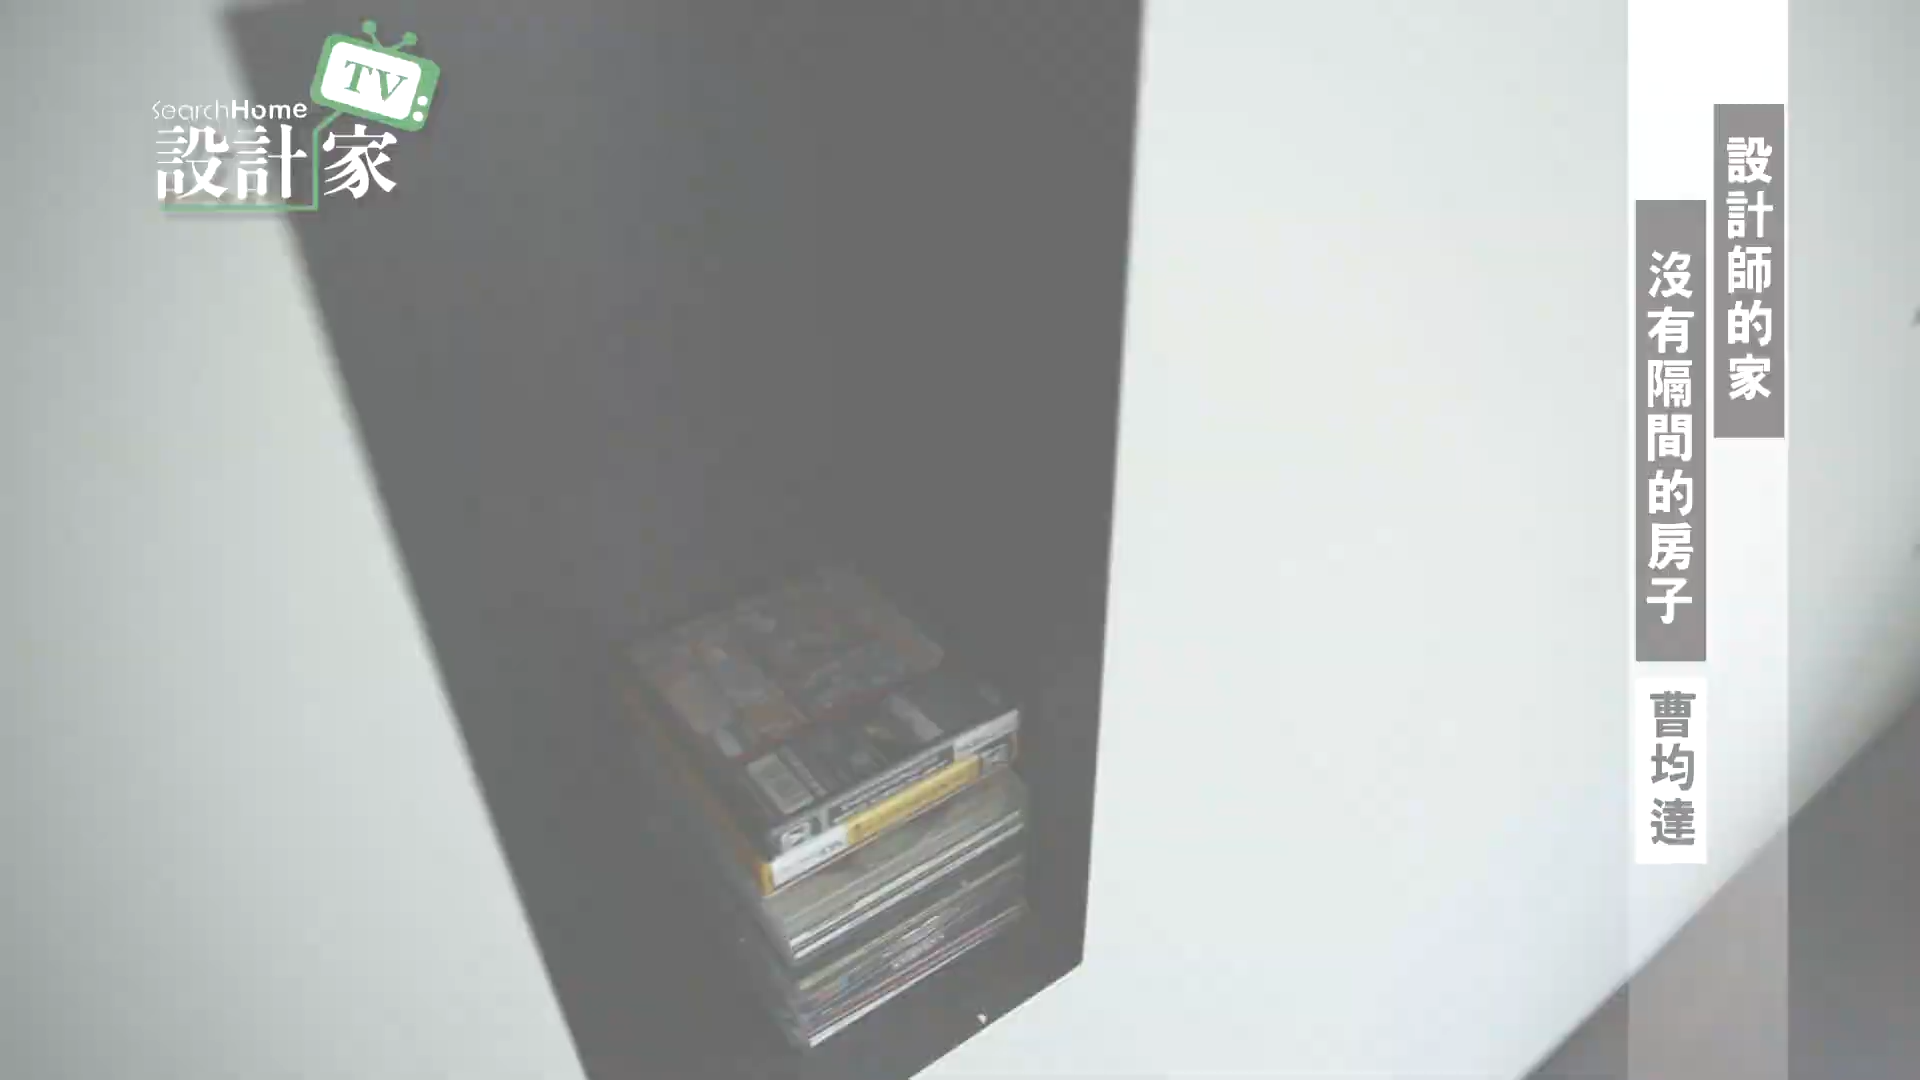 SearchHome
TV
設計家
設計師的家
沒有隔間的房子
曹均達